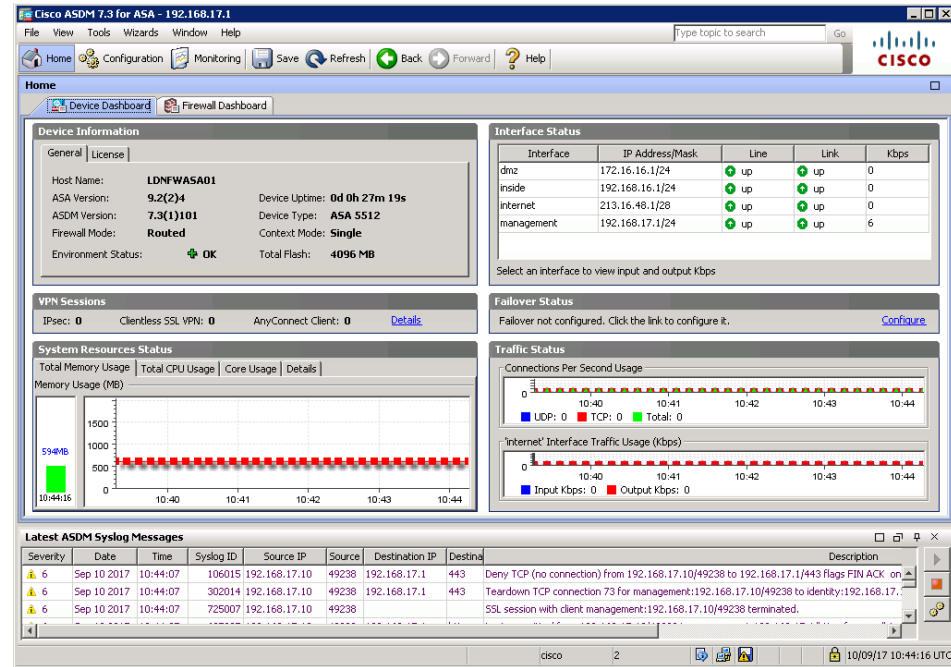 Cisco ASDM 7.3 for ASA - 192.168.17.1
File View Tools Wizards Window Help
Type topic to search Go
Home Configuration Monitoring Save Refresh Back Forward Help
CISCO
Home
Device Dashboard Firewall Dashboard
Device Information
General License
Host Name: LDNFWASA01
ASA Version: 9.2(2)4 Device Uptime: 0d 0h 27m 19s
ASDM Version: 7.3(1)101 Device Type: ASA 5512
Firewall Mode: Routed Context Mode: Single
Environment Status: OK Total Flash: 4096 MB
Interface Status
Interface IP Address/Mask Line Link Kbps
dmz 172.16.16.1/24 up up 0
inside 192.168.16.1/24 up up 0
internet 213.16.48.1/28 up up 0
management 192.168.17.1/24 up up 6
Select an interface to view input and output Kbps
VPN Sessions
IPsec: 0 Clientless SSL VPN: 0 AnyConnect Client: 0 Details
Failover Status
Failover not configured. Click the link to configure it. Configure
System Resources Status
Total Memory Usage Total CPU Usage Core Usage Details
Memory Usage (MB)
594MB
10:44:16
1500
1000
500
0
10:40 10:41 10:42 10:43 10:44
Traffic Status
Connections Per Second Usage
0
10:40 10:41 10:42 10:43 10:44
UDP: 0 TCP: 0 Total: 0
'internet' Interface Traffic Usage (Kbps)
0
10:40 10:41 10:42 10:43 10:44
Input Kbps: 0 Output Kbps: 0
Latest ASDM Syslog Messages
Severity Date Time Syslog ID Source IP Source Destination IP Destina Description
6 Sep 10 2017 10:44:07 106015 192.168.17.10 49238 192.168.17.1 443 Deny TCP (no connection) from 192.168.17.10/49238 to 192.168.17.1/443 flags FIN ACK on
6 Sep 10 2017 10:44:07 302014 192.168.17.10 49238 192.168.17.1 443 Teardown TCP connection 73 for management:192.168.17.10/49238 to identity:192.168.17.
6 Sep 10 2017 10:44:07 725007 192.168.17.10 49238 SSL session with client management:192.168.17.10/49238 terminated.
cisco 2 10/09/17 10:44:16 UTC